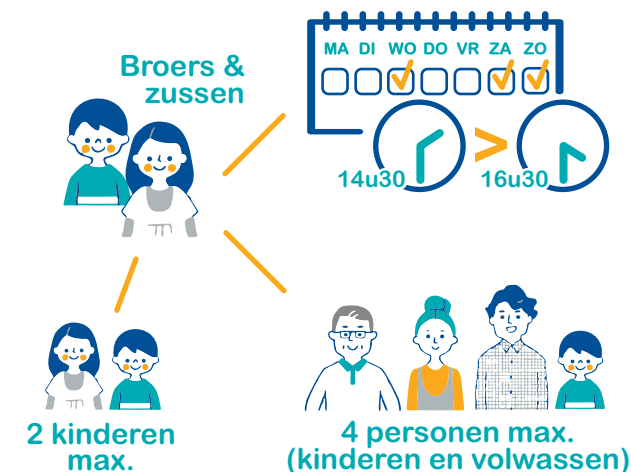 Broers &
zussen
MA DI WO DO VR ZA ZO
14u30 > 16u30
2 kinderen
max.
4 personen max.
(kinderen en volwassen)